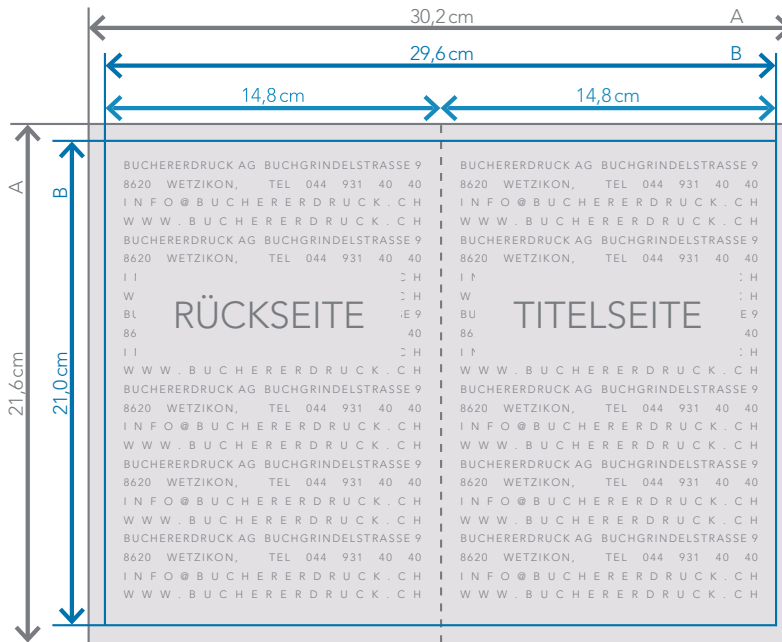 30,2 cm A
29,6 cm B
14,8 cm 14,8 cm
A
B
21,6 cm
21,0 cm
BUCHERERDRUCK AG BUCHGRINDELSTRASSE 9
8620 WETZIKON, TEL 044 931 40 40
INFO@BUCHERERDRUCK.CH
WWW.BUCHERERDRUCK.CH
BUCHERERDRUCK AG BUCHGRINDELSTRASSE 9
8620 WETZIKON, TEL 044 931 40 40
RÜCKSEITE
WWW.BUCHERERDRUCK.CH
BUCHERERDRUCK AG BUCHGRINDELSTRASSE 9
8620 WETZIKON, TEL 044 931 40 40
INFO@BUCHERERDRUCK.CH
WWW.BUCHERERDRUCK.CH
BUCHERERDRUCK AG BUCHGRINDELSTRASSE 9
8620 WETZIKON, TEL 044 931 40 40
INFO@BUCHERERDRUCK.CH
WWW.BUCHERERDRUCK.CH
BUCHERERDRUCK AG BUCHGRINDELSTRASSE 9
8620 WETZIKON, TEL 044 931 40 40
INFO@BUCHERERDRUCK.CH
WWW.BUCHERERDRUCK.CH
BUCHERERDRUCK AG BUCHGRINDELSTRASSE 9
8620 WETZIKON, TEL 044 931 40 40
INFO@BUCHERERDRUCK.CH
WWW.BUCHERERDRUCK.CH
BUCHERERDRUCK AG BUCHGRINDELSTRASSE 9
8620 WETZIKON, TEL 044 931 40 40
TITELSEITE
WWW.BUCHERERDRUCK.CH
BUCHERERDRUCK AG BUCHGRINDELSTRASSE 9
8620 WETZIKON, TEL 044 931 40 40
INFO@BUCHERERDRUCK.CH
WWW.BUCHERERDRUCK.CH
BUCHERERDRUCK AG BUCHGRINDELSTRASSE 9
8620 WETZIKON, TEL 044 931 40 40
INFO@BUCHERERDRUCK.CH
WWW.BUCHERERDRUCK.CH
BUCHERERDRUCK AG BUCHGRINDELSTRASSE 9
8620 WETZIKON, TEL 044 931 40 40
INFO@BUCHERERDRUCK.CH
WWW.BUCHERERDRUCK.CH